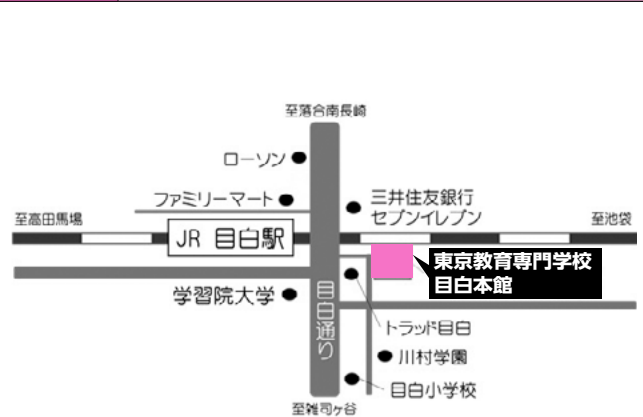 至落合南長崎
ローソン
ファミリーマート
三井住友銀行
セブンイレブン
至高田馬場
至池袋
JR 目白駅
東京教育専門学校
目白本館
学習院大学
目白通り
トラッド目白
川村学園
目白小学校
至雑司ヶ谷